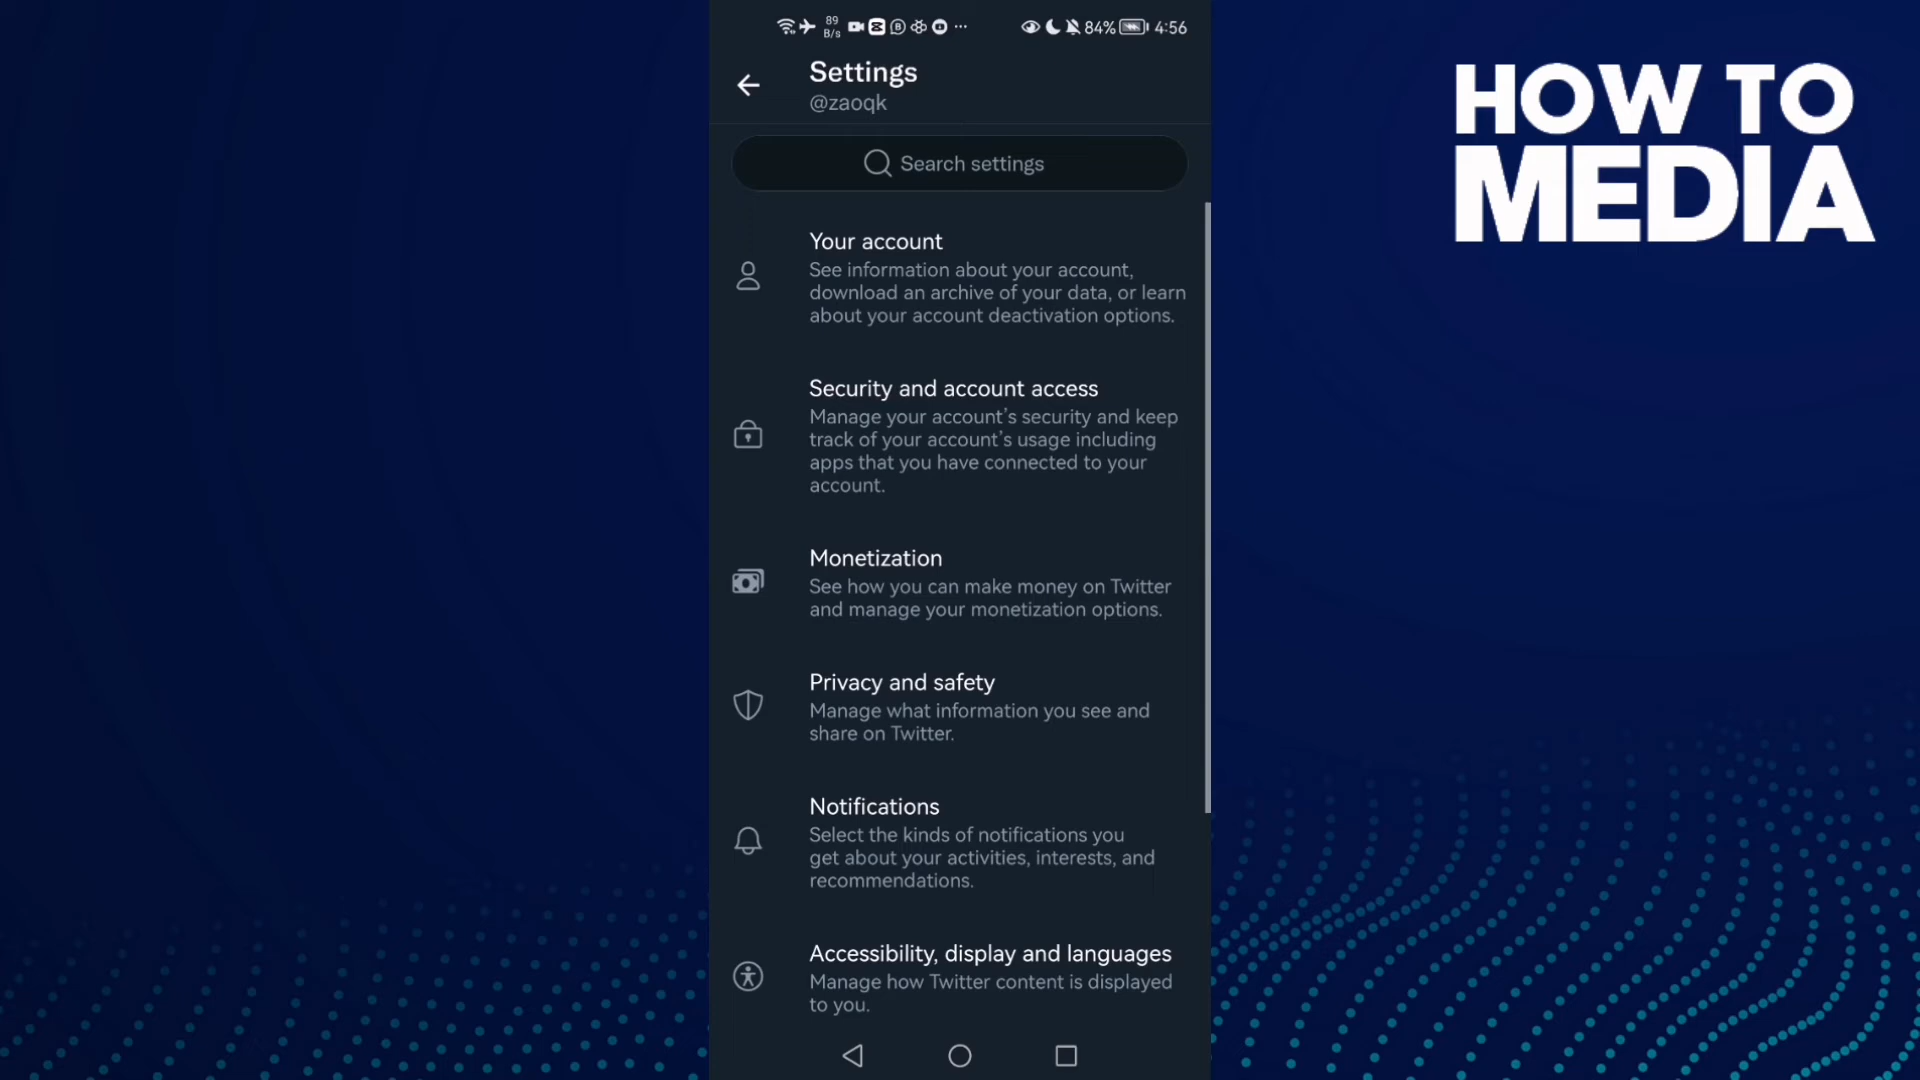 89
B/s
84%
4:56
Settings
@zaoqk
Search settings
Your account
See information about your account,
download an archive of your data, or learn
about your account deactivation options.
Security and account access
Manage your account's security and keep
track of your account's usage including
apps that you have connected to your
account.
Monetization
See how you can make money on Twitter
and manage your monetization options.
Privacy and safety
Manage what information you see and
share on Twitter.
Notifications
Select the kinds of notifications you
get about your activities, interests, and
recommendations.
Accessibility, display and languages
Manage how Twitter content is displayed
to you.
HOW TO
MEDIA